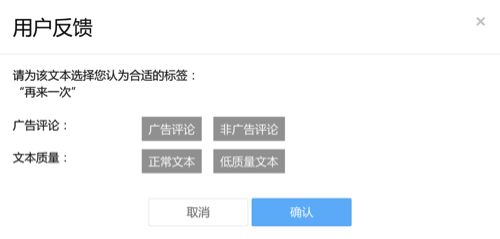 用户反馈
×
请为该文本选择您认为合适的标签：
“再来一次”
广告评论： 广告评论 非广告评论
文本质量： 正常文本 低质量文本
取消 确认